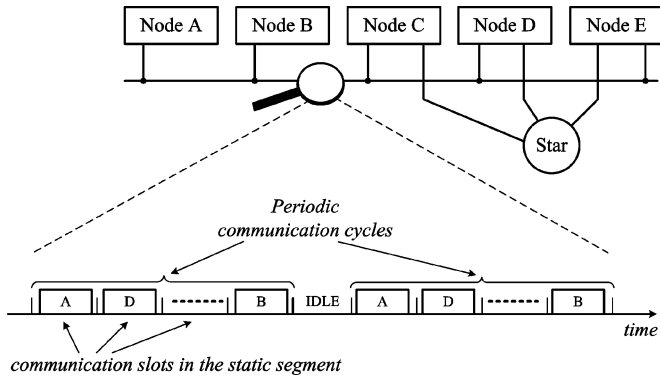 Node A Node B Node C Node D Node E
Star
Periodic
communication cycles
A D B IDLE A D B
time
communication slots in the static segment